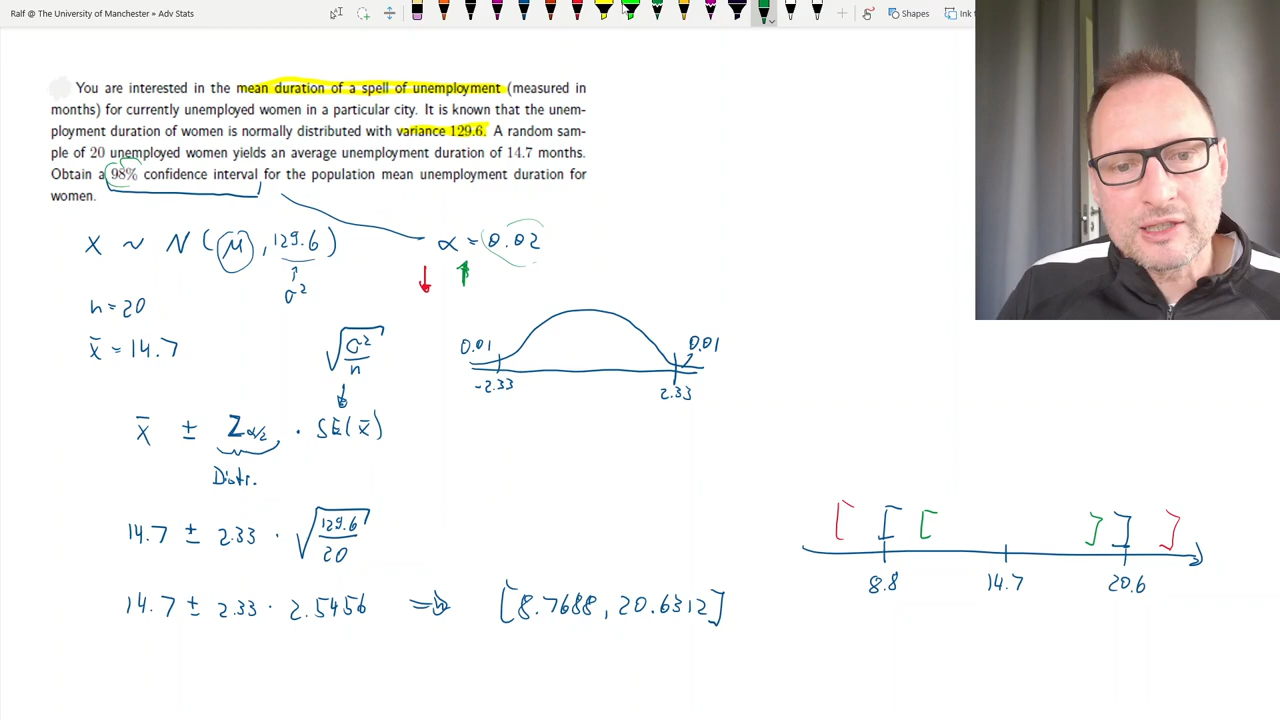 Ralf @ The University of Manchester » Adv Stats
Shapes
Ink to
You are interested in the mean duration of a spell of unemployment (measured in
months) for currently unemployed women in a particular city. It is known that the unem-
ployment duration of women is normally distributed with variance 129.6. A random sam-
ple of 20 unemployed women yields an average unemployment duration of 14.7 months.
Obtain a 98% confidence interval for the population mean unemployment duration for
women.
X ~ N(μ, 129.6)
σ²
α = 0.02
n = 20
x̄ = 14.7
√(σ²/n)
0.01 0.01
-2.33 2.33
x̄ ± Z α/2 · SE(x̄)
Distr.
14.7 ± 2.33 · √(129.6/20)
14.7 ± 2.33 · 2.5456 ⇒ [8.7688, 20.6312]
[ [ [ ] ] ]
8.8 14.7 20.6